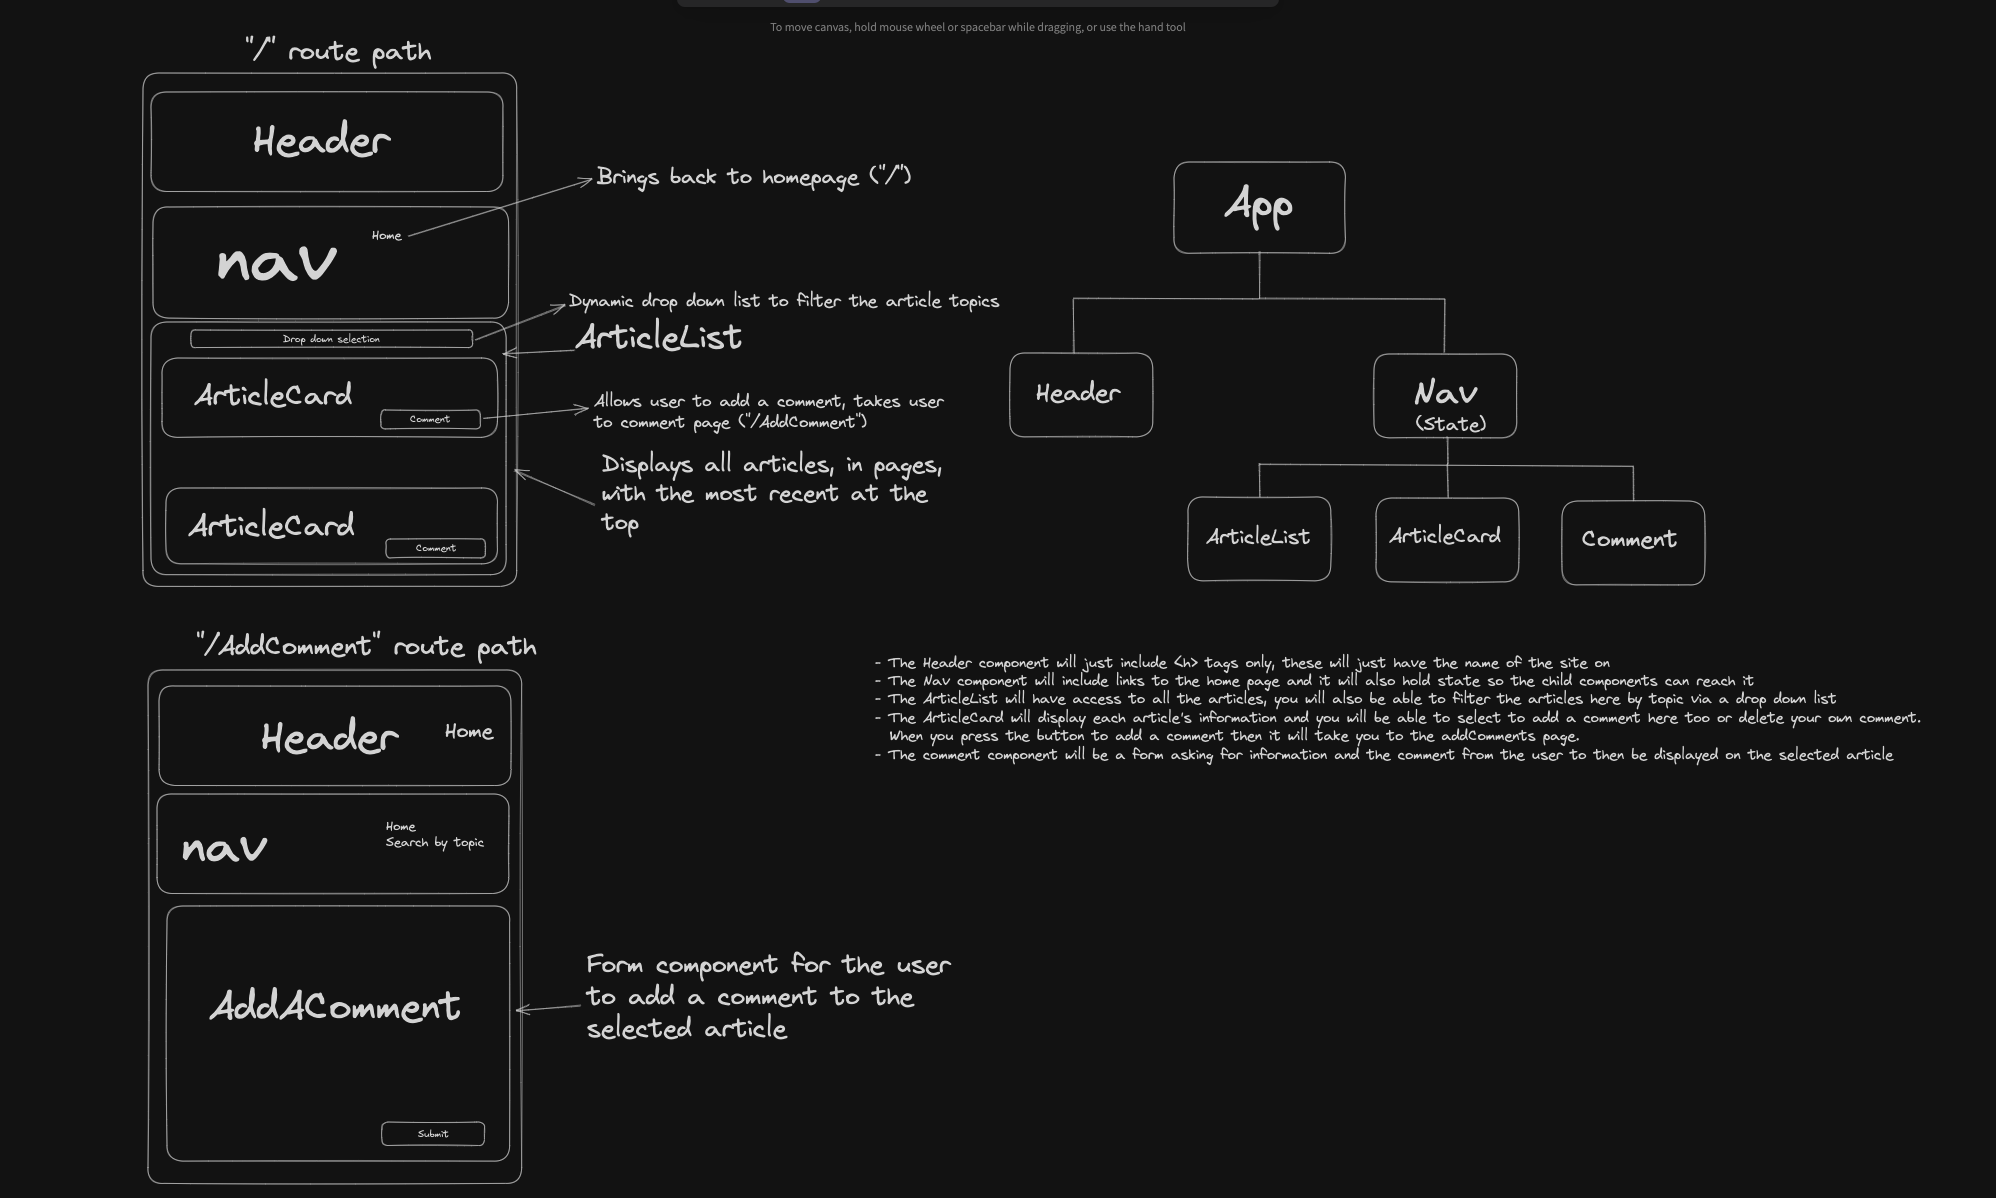 To move canvas, hold mouse wheel or spacebar while dragging, or use the hand tool
"/" route path
Header
Brings back to homepage ("/")
Home
nav
Dynamic drop down list to filter the article topics
Drop down selection
ArticleList
ArticleCard
Comment
Allows user to add a comment, takes user
to comment page ("/AddComment")
Displays all articles, in pages,
with the most recent at the
top
ArticleCard
Comment
App
Header
Nav
(State)
ArticleList
ArticleCard
Comment
"/AddComment" route path
Header
Home
nav
Home
Search by topic
AddAComment
Form component for the user
to add a comment to the
selected article
Submit
- The Header component will just include <h> tags only, these will just have the name of the site on
- The Nav component will include links to the home page and it will also hold state so the child components can reach it
- The ArticleList will have access to all the articles, you will also be able to filter the articles here by topic via a drop down list
- The ArticleCard will display each article's information and you will be able to select to add a comment here too or delete your own comment.
When you press the button to add a comment then it will take you to the addComments page.
- The comment component will be a form asking for information and the comment from the user to then be displayed on the selected article